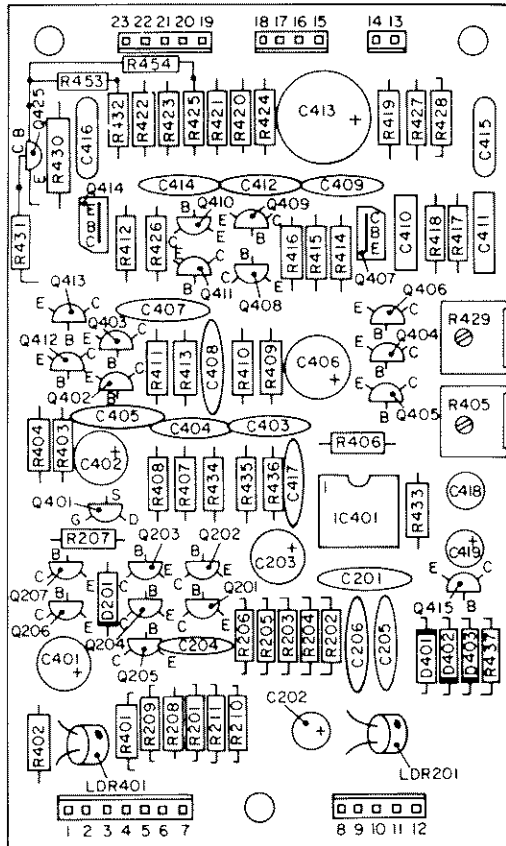 23 22 21 20 19
18 17 16 15
14 13
R454
R453
Q425
C B
E
R430
C416
R432
R422
R423
R425
R421
R420
R424
C413
+
R419
R427
R428
C415
C414
C412
C409
Q414
E
B
C
R431
R412
R426
Q410
B
C
E
Q409
E
C
B
R416
R415
R414
C
B
E
Q407
C410
R418
R417
C411
Q413
E
C
B
Q411
E
C
B
Q408
C407
Q406
E
C
B
R429
Q412
E
C
B
Q403
E
C
B
R411
R413
C408
R410
R409
C406
+
Q404
E
C
B
Q402
E
C
B
Q405
E
C
B
R405
C405
C404
C403
R404
R403
C402
+
R406
R408
R407
R434
R435
R436
C417
IC401
R433
C418
Q401
S
G
D
R207
Q203
B
C
E
Q202
B
C
E
C203
+
C419
+
C201
E
C
B
Q415
Q207
B
C
E
D201
Q201
B
C
E
Q206
B
C
E
Q204
B
C
E
Q205
B
C
E
C204
R206
R205
R203
R204
R202
C206
C205
D401
D402
D403
R437
C401
+
R402
LDR401
R401
R209
R208
R201
R211
R210
C202
+
LDR201
1 2 3 4 5 6 7
8 9 10 11 12